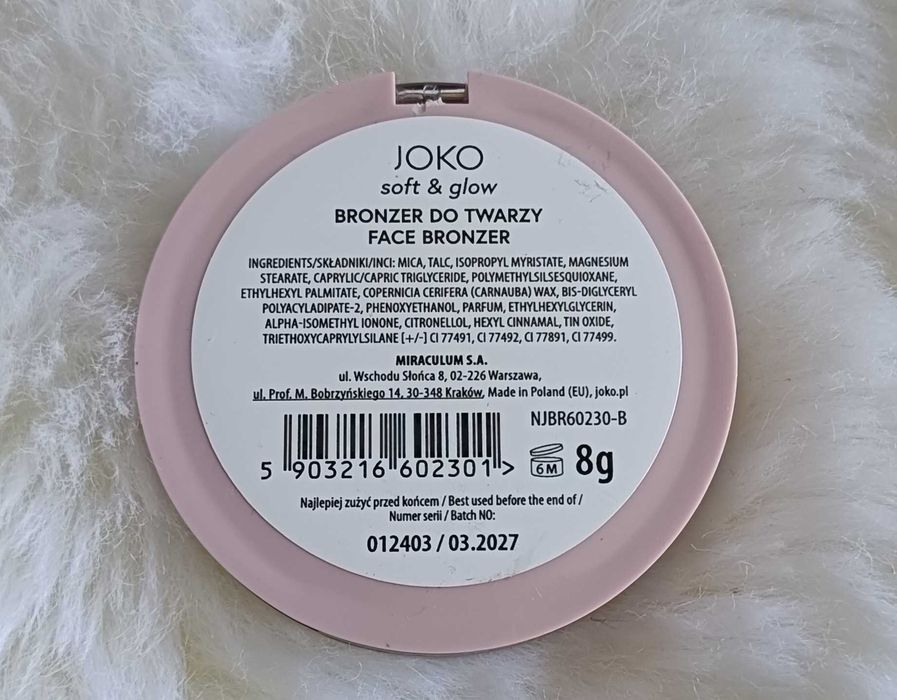 JOKO
soft & glow
BRONZER DO TWARZY
FACE BRONZER
INGREDIENTS/SKŁADNIKI/INCI: MICA, TALC, ISOPROPYL MYRISTATE, MAGNESIUM
STEARATE, CAPRYLIC/CAPRIC TRIGLYCERIDE, POLYMETHYLSILSESQUIOXANE,
ETHYLHEXYL PALMITATE, COPERNICIA CERIFERA (CARNAUBA) WAX, BIS-DIGLYCERYL
POLYACYLADIPATE-2, PHENOXYETHANOL, PARFUM, ETHYLHEXYLGLYCERIN,
ALPHA-ISOMETHYL IONONE, CITRONELLOL, HEXYL CINNAMAL, TIN OXIDE,
TRIETHOXYCAPRYLYLSILANE [+/-] CI 77491, CI 77492, CI 77891, CI 77499.
MIRACULUM S.A.
ul. Wschodu Słońca 8, 02-226 Warszawa,
ul. Prof. M. Bobrzyńskiego 14, 30-348 Kraków, Made in Poland (EU), joko.pl
NJBR60230-B
5 903216 602301 >
6M
8g
Najlepiej zużyć przed końcem / Best used before the end of /
Numer serii / Batch NO:
012403 / 03.2027